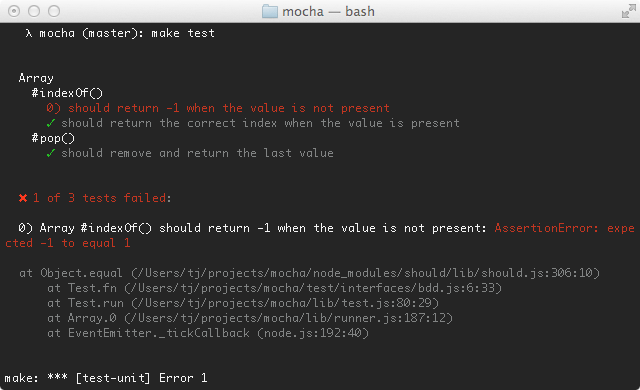 mocha — bash
λ mocha (master): make test
Array
#indexOf()
0) should return -1 when the value is not present
✓ should return the correct index when the value is present
#pop()
✓ should remove and return the last value
✖ 1 of 3 tests failed:
0) Array #indexOf() should return -1 when the value is not present: AssertionError: expe
cted -1 to equal 1
at Object.equal (/Users/tj/projects/mocha/node_modules/should/lib/should.js:306:10)
at Test.fn (/Users/tj/projects/mocha/test/interfaces/bdd.js:6:33)
at Test.run (/Users/tj/projects/mocha/lib/test.js:80:29)
at Array.0 (/Users/tj/projects/mocha/lib/runner.js:187:12)
at EventEmitter._tickCallback (node.js:192:40)
make: *** [test-unit] Error 1